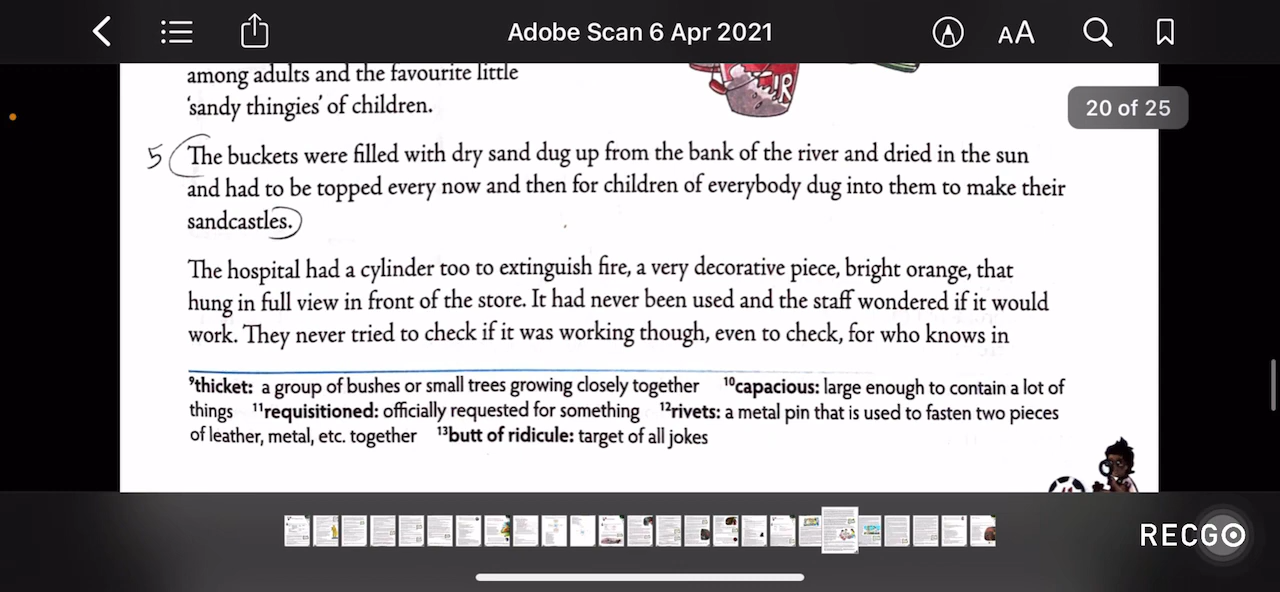 Adobe Scan 6 Apr 2021
AA
20 of 25
among adults and the favourite little
'sandy thingies' of children.
5 The buckets were filled with dry sand dug up from the bank of the river and dried in the sun
and had to be topped every now and then for children of everybody dug into them to make their
sandcastles.
The hospital had a cylinder too to extinguish fire, a very decorative piece, bright orange, that
hung in full view in front of the store. It had never been used and the staff wondered if it would
work. They never tried to check if it was working though, even to check, for who knows in
⁹thicket: a group of bushes or small trees growing closely together ¹⁰capacious: large enough to contain a lot of
things ¹¹requisitioned: officially requested for something ¹²rivets: a metal pin that is used to fasten two pieces
of leather, metal, etc. together ¹³butt of ridicule: target of all jokes
RECGO